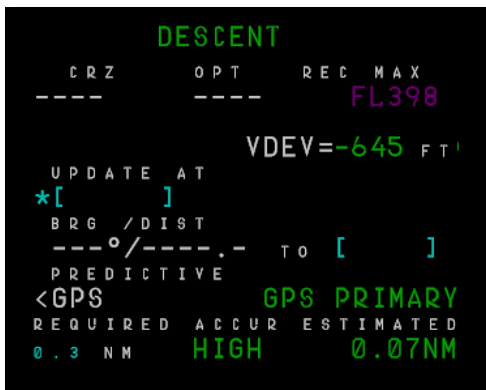 DESCENT
CRZ OPT REC MAX
---- ---- FL398
VDEV=-645 FT
UPDATE AT
*[ ]
BRG /DIST
---°/----.- TO [ ]
PREDICTIVE
<GPS GPS PRIMARY
REQUIRED ACCUR ESTIMATED
0.3 NM HIGH 0.07NM